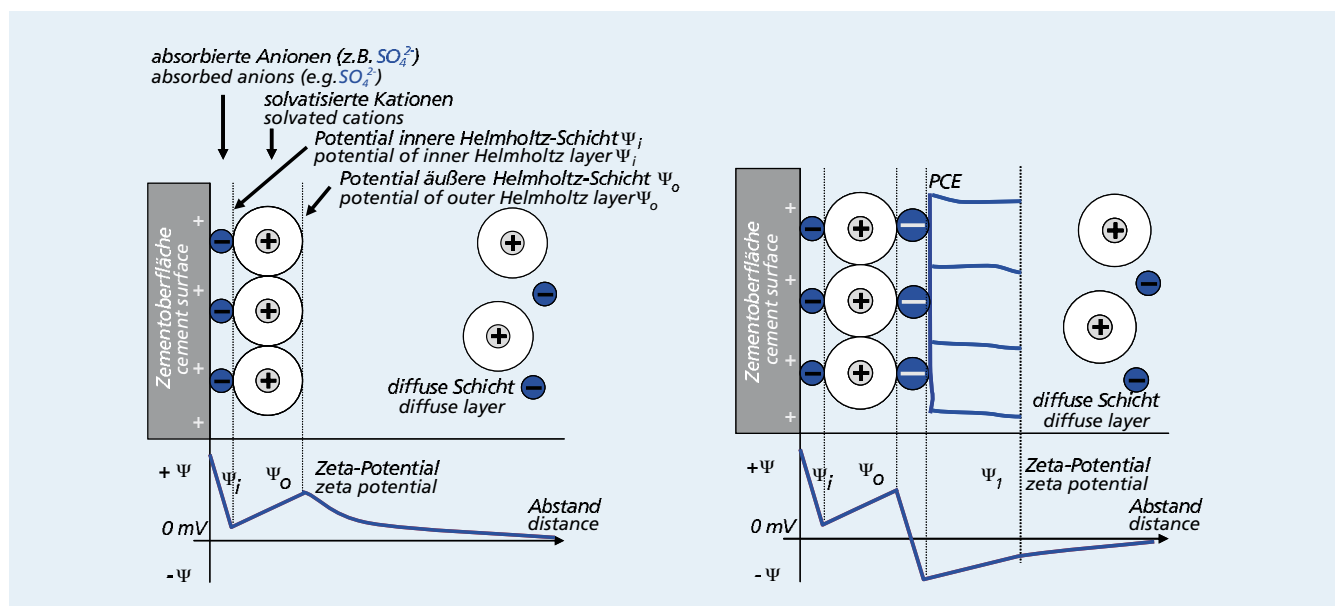 absorbierte Anionen (z.B. SO₄²⁻)
absorbed anions (e.g. SO₄²⁻)
solvatisierte Kationen
solvated cations
Potential innere Helmholtz-Schicht Ψi
potential of inner Helmholtz layer Ψi
Potential äußere Helmholtz-Schicht Ψo
potential of outer Helmholtz layer Ψo
Zementoberfläche
cement surface
+
+
+
+
−
−
−
+
+
+
+
+
−
−
diffuse Schicht
diffuse layer
+ Ψ
Ψi
Ψo
Zeta-Potential
zeta potential
0 mV
Abstand
distance
- Ψ
PCE
Zementoberfläche
cement surface
+
+
+
+
−
−
−
+
+
+
−
−
−
+
+
−
−
diffuse Schicht
diffuse layer
+Ψ
Ψi
Ψo
Ψ1
Zeta-Potential
zeta potential
0 mV
Abstand
distance
- Ψ